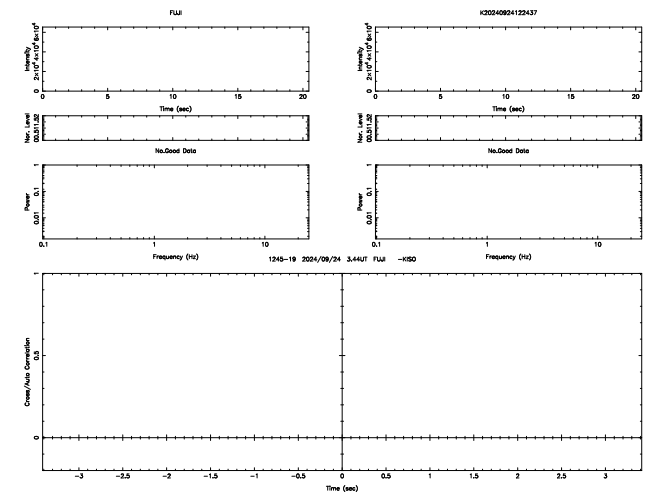 FUJI K20240924122437
Intensity 0 2×10⁴ 4×10⁴ 6×10⁴
Intensity 0 2×10⁴ 4×10⁴ 6×10⁴
0 5 10 15 20
0 5 10 15 20
Time (sec) Time (sec)
Nor. Level 00.511.52
Nor. Level 00.511.52
No.Good Data No.Good Data
Power 0.01 0.1 1
Power 0.01 0.1 1
0.1 1 10
0.1 1 10
Frequency (Hz) Frequency (Hz)
1245-19 2024/09/24 3.44UT FUJI -KISO
Cross/Auto Correlation 0 0.5 1
-3 -2.5 -2 -1.5 -1 -0.5 0 0.5 1 1.5 2 2.5 3
Time (sec)